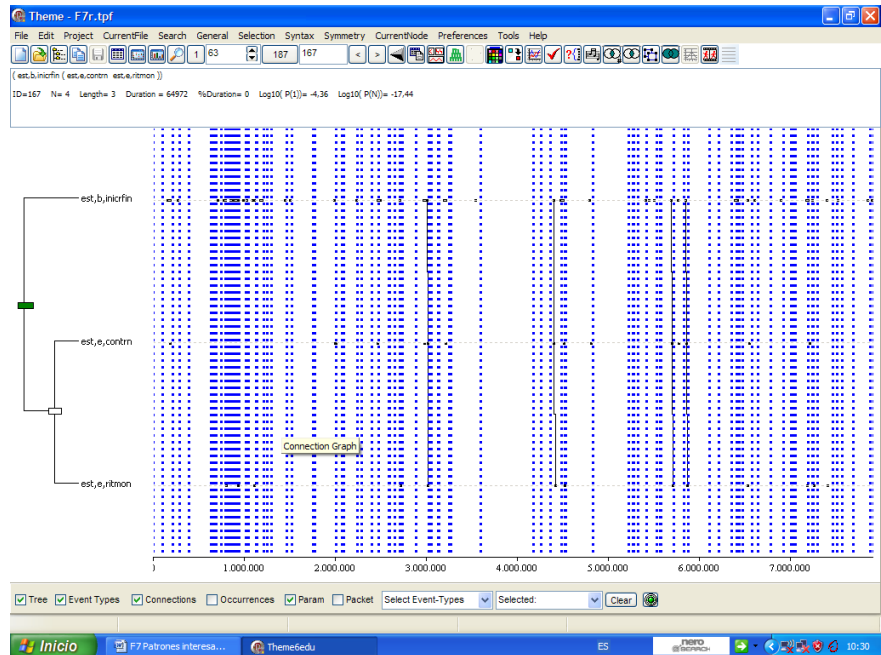 Theme - F7r.tpf
File Edit Project CurrentFile Search General Selection Syntax Symmetry CurrentNode Preferences Tools Help
1 63 187 167 < >
( est,b,inicrfin ( est,e,contrn est,e,ritmon ))
ID=167 N= 4 Length= 3 Duration = 64972 %Duration= 0 Log10( P(1))= -4,36 Log10( P(N))= -17,44
est,b,inicrfin
est,e,contrn
Connection Graph
est,e,ritmon
0 1.000.000 2.000.000 3.000.000 4.000.000 5.000.000 6.000.000 7.000.000
Tree Event Types Connections Occurrences Param Packet Select Event-Types Selected: Clear
Inicio F7 Patrones interesa... Theme6edu ES nero SEARCH 10:30